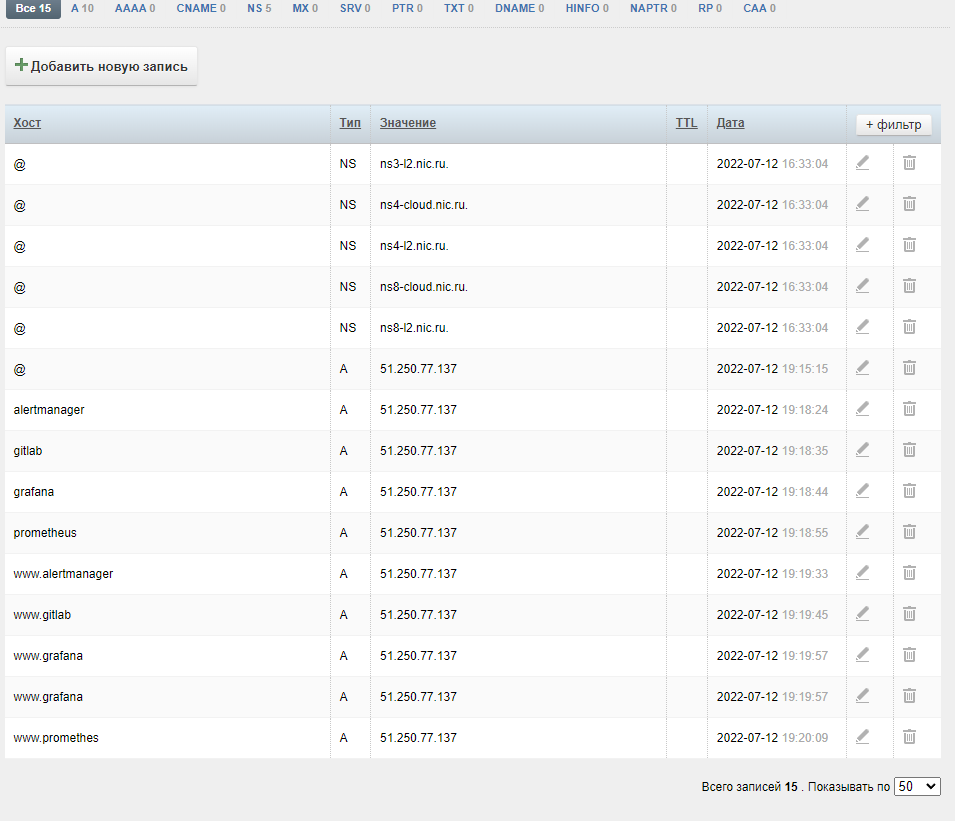 Все 15 A 10 AAAA 0 CNAME 0 NS 5 MX 0 SRV 0 PTR 0 TXT 0 DNAME 0 HINFO 0 NAPTR 0 RP 0 CAA 0
+ Добавить новую запись
Хост Тип Значение TTL Дата + фильтр
@ NS ns3-l2.nic.ru. 2022-07-12 16:33:04
@ NS ns4-cloud.nic.ru. 2022-07-12 16:33:04
@ NS ns4-l2.nic.ru. 2022-07-12 16:33:04
@ NS ns8-cloud.nic.ru. 2022-07-12 16:33:04
@ NS ns8-l2.nic.ru. 2022-07-12 16:33:04
@ A 51.250.77.137 2022-07-12 19:15:15
alertmanager A 51.250.77.137 2022-07-12 19:18:24
gitlab A 51.250.77.137 2022-07-12 19:18:35
grafana A 51.250.77.137 2022-07-12 19:18:44
prometheus A 51.250.77.137 2022-07-12 19:18:55
www.alertmanager A 51.250.77.137 2022-07-12 19:19:33
www.gitlab A 51.250.77.137 2022-07-12 19:19:45
www.grafana A 51.250.77.137 2022-07-12 19:19:57
www.grafana A 51.250.77.137 2022-07-12 19:19:57
www.promethes A 51.250.77.137 2022-07-12 19:20:09
Всего записей 15 . Показывать по 50